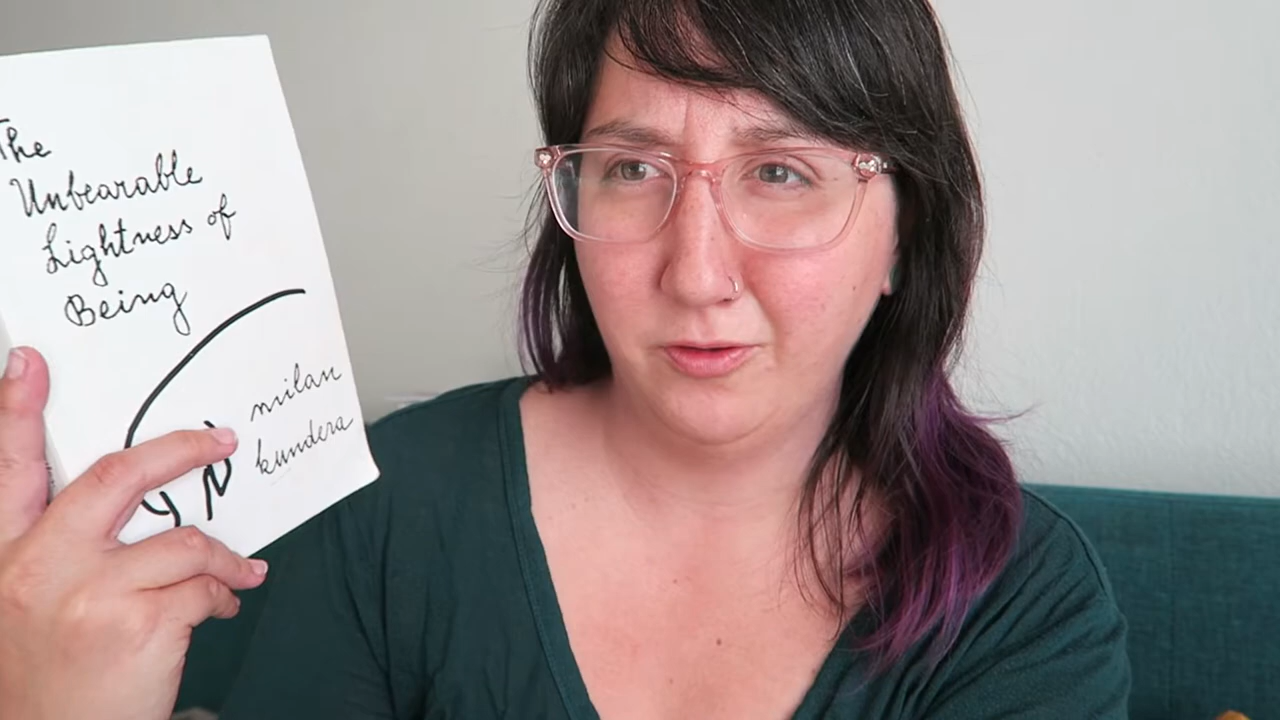 The
Unbearable
Lightness of
Being
milan
kundera